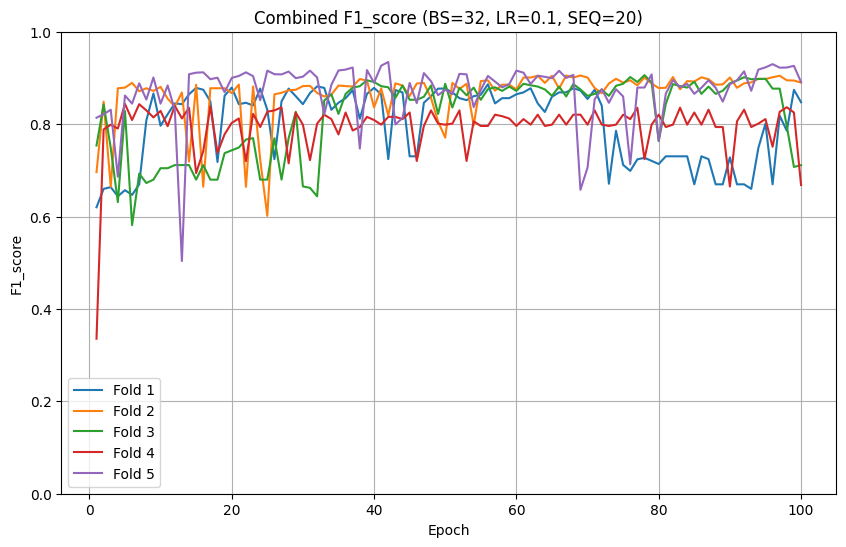 Combined F1_score (BS=32, LR=0.1, SEQ=20)
1.0
0.8
0.6
0.4
0.2
0.0
F1_score
Fold 1
Fold 2
Fold 3
Fold 4
Fold 5
0 20 40 60 80 100
Epoch